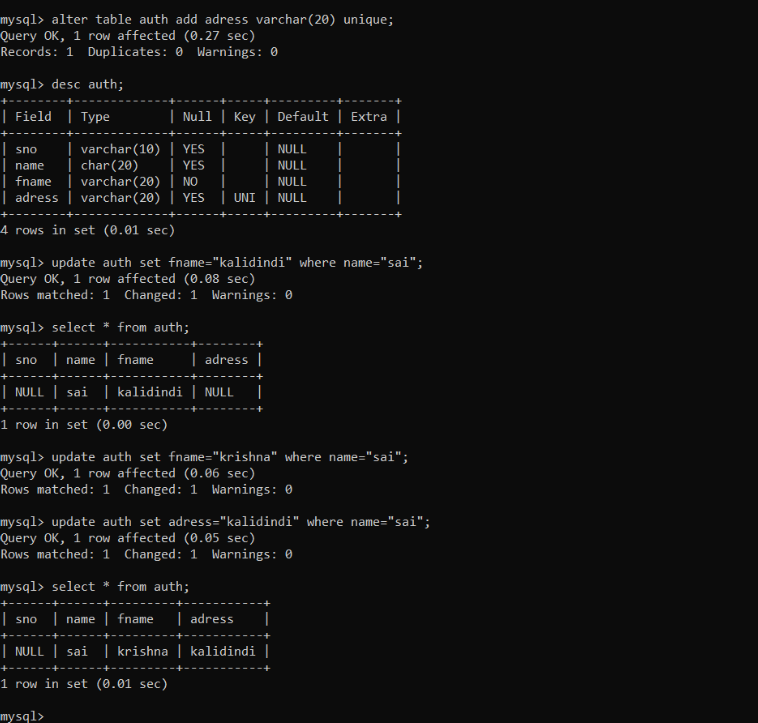 mysql> alter table auth add adress varchar(20) unique;
Query OK, 1 row affected (0.27 sec)
Records: 1  Duplicates: 0  Warnings: 0

mysql> desc auth;
+--------+-------------+------+-----+---------+-------+
| Field  | Type        | Null | Key | Default | Extra |
+--------+-------------+------+-----+---------+-------+
| sno    | varchar(10) | YES  |     | NULL    |       |
| name   | char(20)    | YES  |     | NULL    |       |
| fname  | varchar(20) | NO   |     | NULL    |       |
| adress | varchar(20) | YES  | UNI | NULL    |       |
+--------+-------------+------+-----+---------+-------+
4 rows in set (0.01 sec)

mysql> update auth set fname="kalidindi" where name="sai";
Query OK, 1 row affected (0.08 sec)
Rows matched: 1  Changed: 1  Warnings: 0

mysql> select * from auth;
+------+------+-----------+--------+
| sno  | name | fname     | adress |
+------+------+-----------+--------+
| NULL | sai  | kalidindi | NULL   |
+------+------+-----------+--------+
1 row in set (0.00 sec)

mysql> update auth set fname="krishna" where name="sai";
Query OK, 1 row affected (0.06 sec)
Rows matched: 1  Changed: 1  Warnings: 0

mysql> update auth set adress="kalidindi" where name="sai";
Query OK, 1 row affected (0.05 sec)
Rows matched: 1  Changed: 1  Warnings: 0

mysql> select * from auth;
+------+------+---------+-----------+
| sno  | name | fname   | adress    |
+------+------+---------+-----------+
| NULL | sai  | krishna | kalidindi |
+------+------+---------+-----------+
1 row in set (0.01 sec)

mysql>